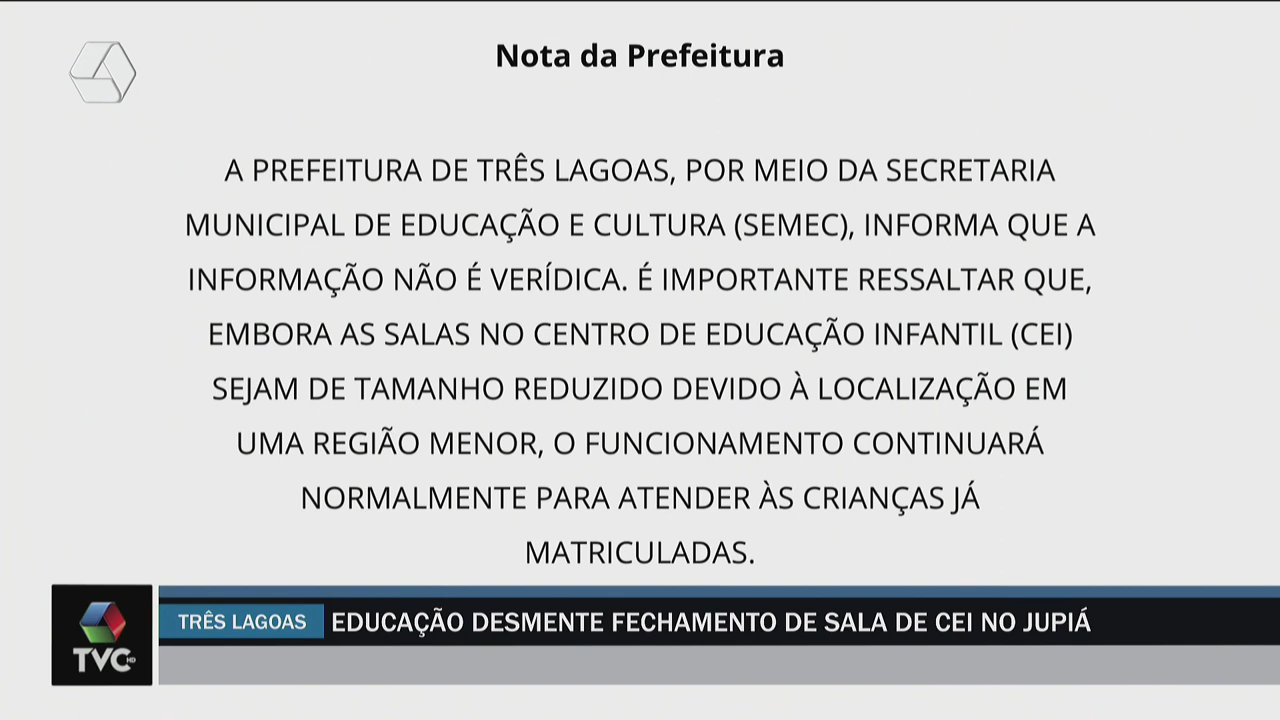 Nota da Prefeitura
A PREFEITURA DE TRÊS LAGOAS, POR MEIO DA SECRETARIA
MUNICIPAL DE EDUCAÇÃO E CULTURA (SEMEC), INFORMA QUE A
INFORMAÇÃO NÃO É VERÍDICA. É IMPORTANTE RESSALTAR QUE,
EMBORA AS SALAS NO CENTRO DE EDUCAÇÃO INFANTIL (CEI)
SEJAM DE TAMANHO REDUZIDO DEVIDO À LOCALIZAÇÃO EM
UMA REGIÃO MENOR, O FUNCIONAMENTO CONTINUARÁ
NORMALMENTE PARA ATENDER ÀS CRIANÇAS JÁ
MATRICULADAS.
TRÊS LAGOAS EDUCAÇÃO DESMENTE FECHAMENTO DE SALA DE CEI NO JUPIÁ
TVC HD